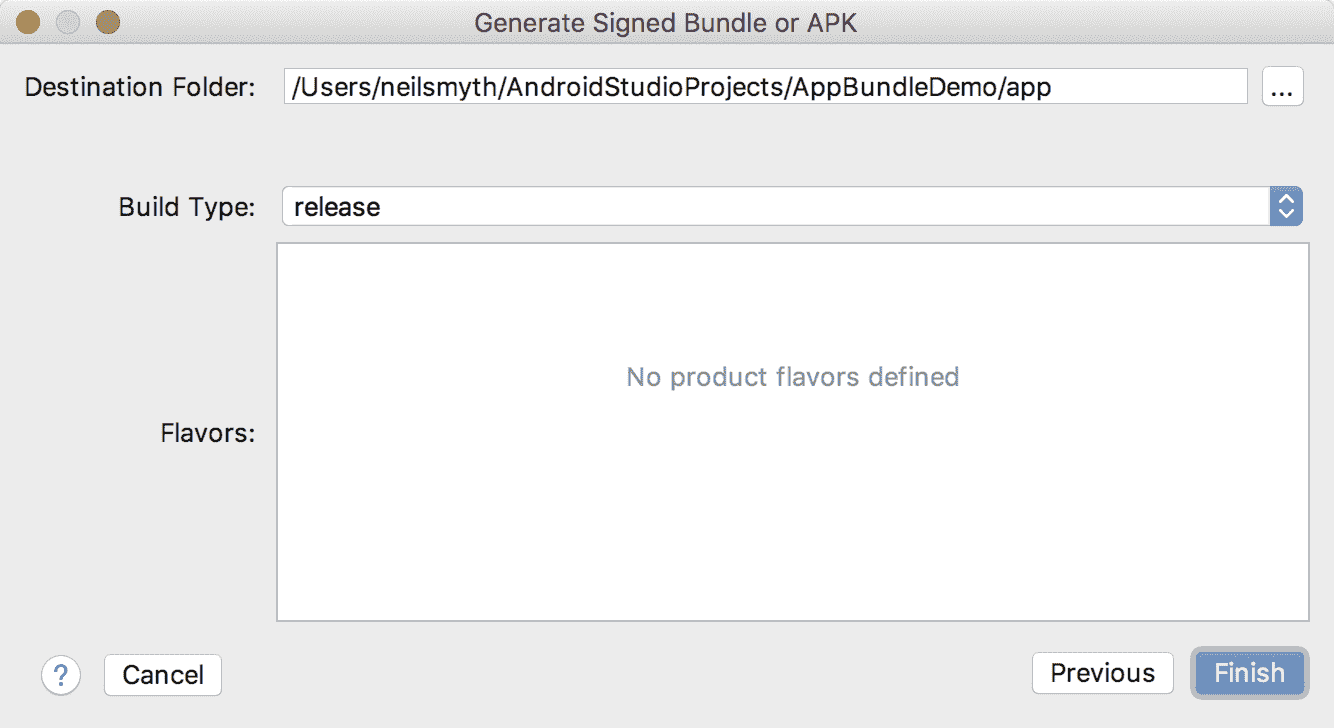 Generate Signed Bundle or APK
Destination Folder: /Users/neilsmyth/AndroidStudioProjects/AppBundleDemo/app ...
Build Type: release
No product flavors defined
Flavors:
? Cancel Previous Finish